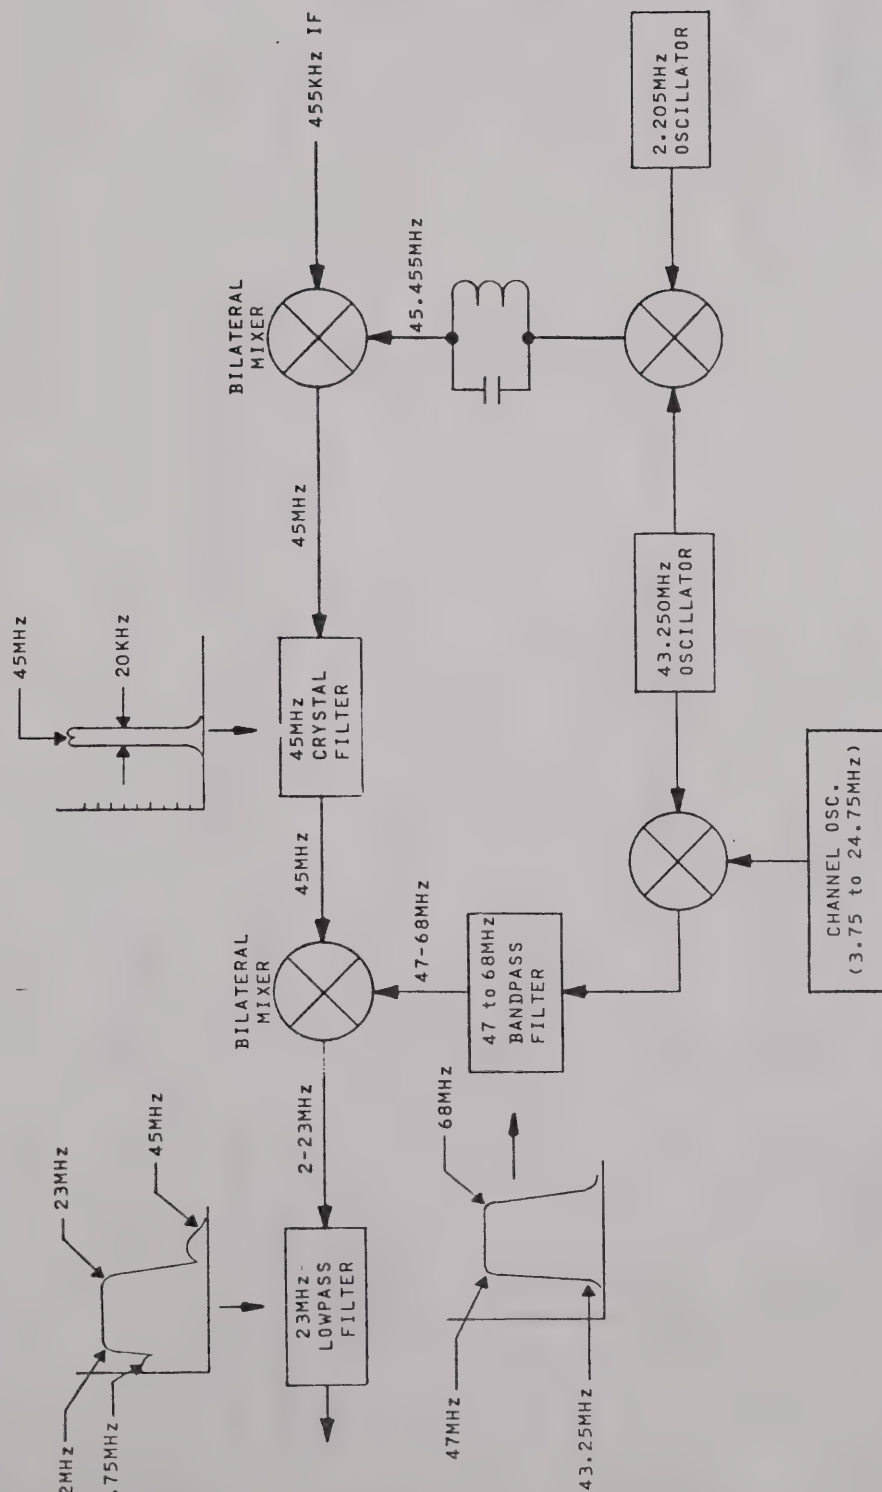 45MHz
23MHz
2MHz
.75MHz
20KHz
45MHz
BILATERAL
MIXER
BILATERAL
MIXER
23MHz
LOWPASS
FILTER
2-23MHz
45MHz
45MHz
CRYSTAL
FILTER
45MHz
455KHz IF
47-68MHz
45.455MHz
68MHz
47MHz
43.25MHz
47 to 68MHz
BANDPASS
FILTER
43.250MHz
OSCILLATOR
2.205MHz
OSCILLATOR
CHANNEL OSC.
(3.75 to 24.75MHz)